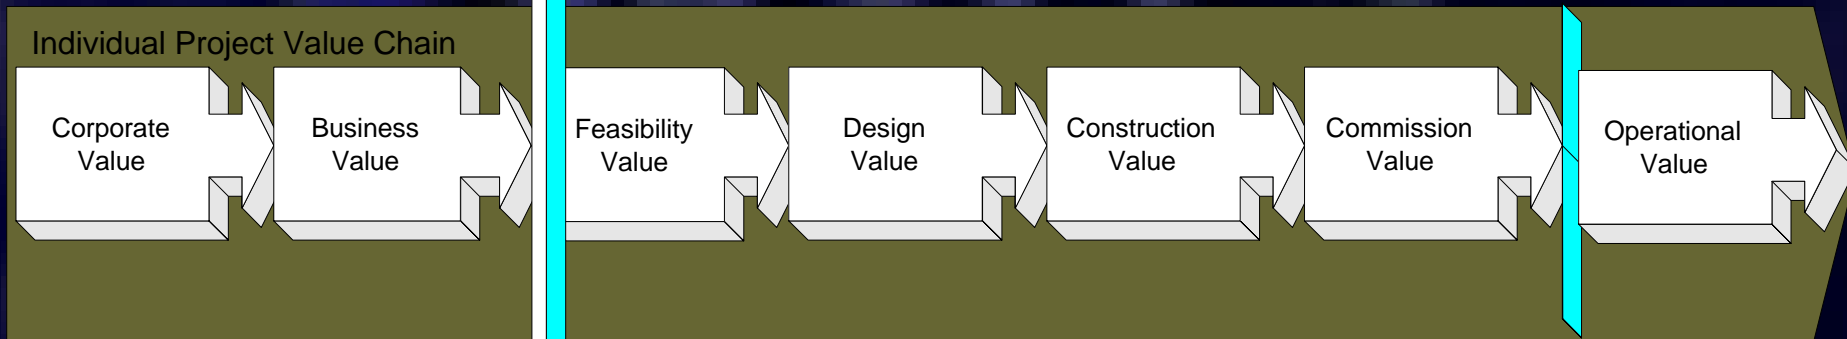 Individual Project Value Chain
Corporate
Value
Business
Value
Feasibility
Value
Design
Value
Construction
Value
Commission
Value
Operational
Value